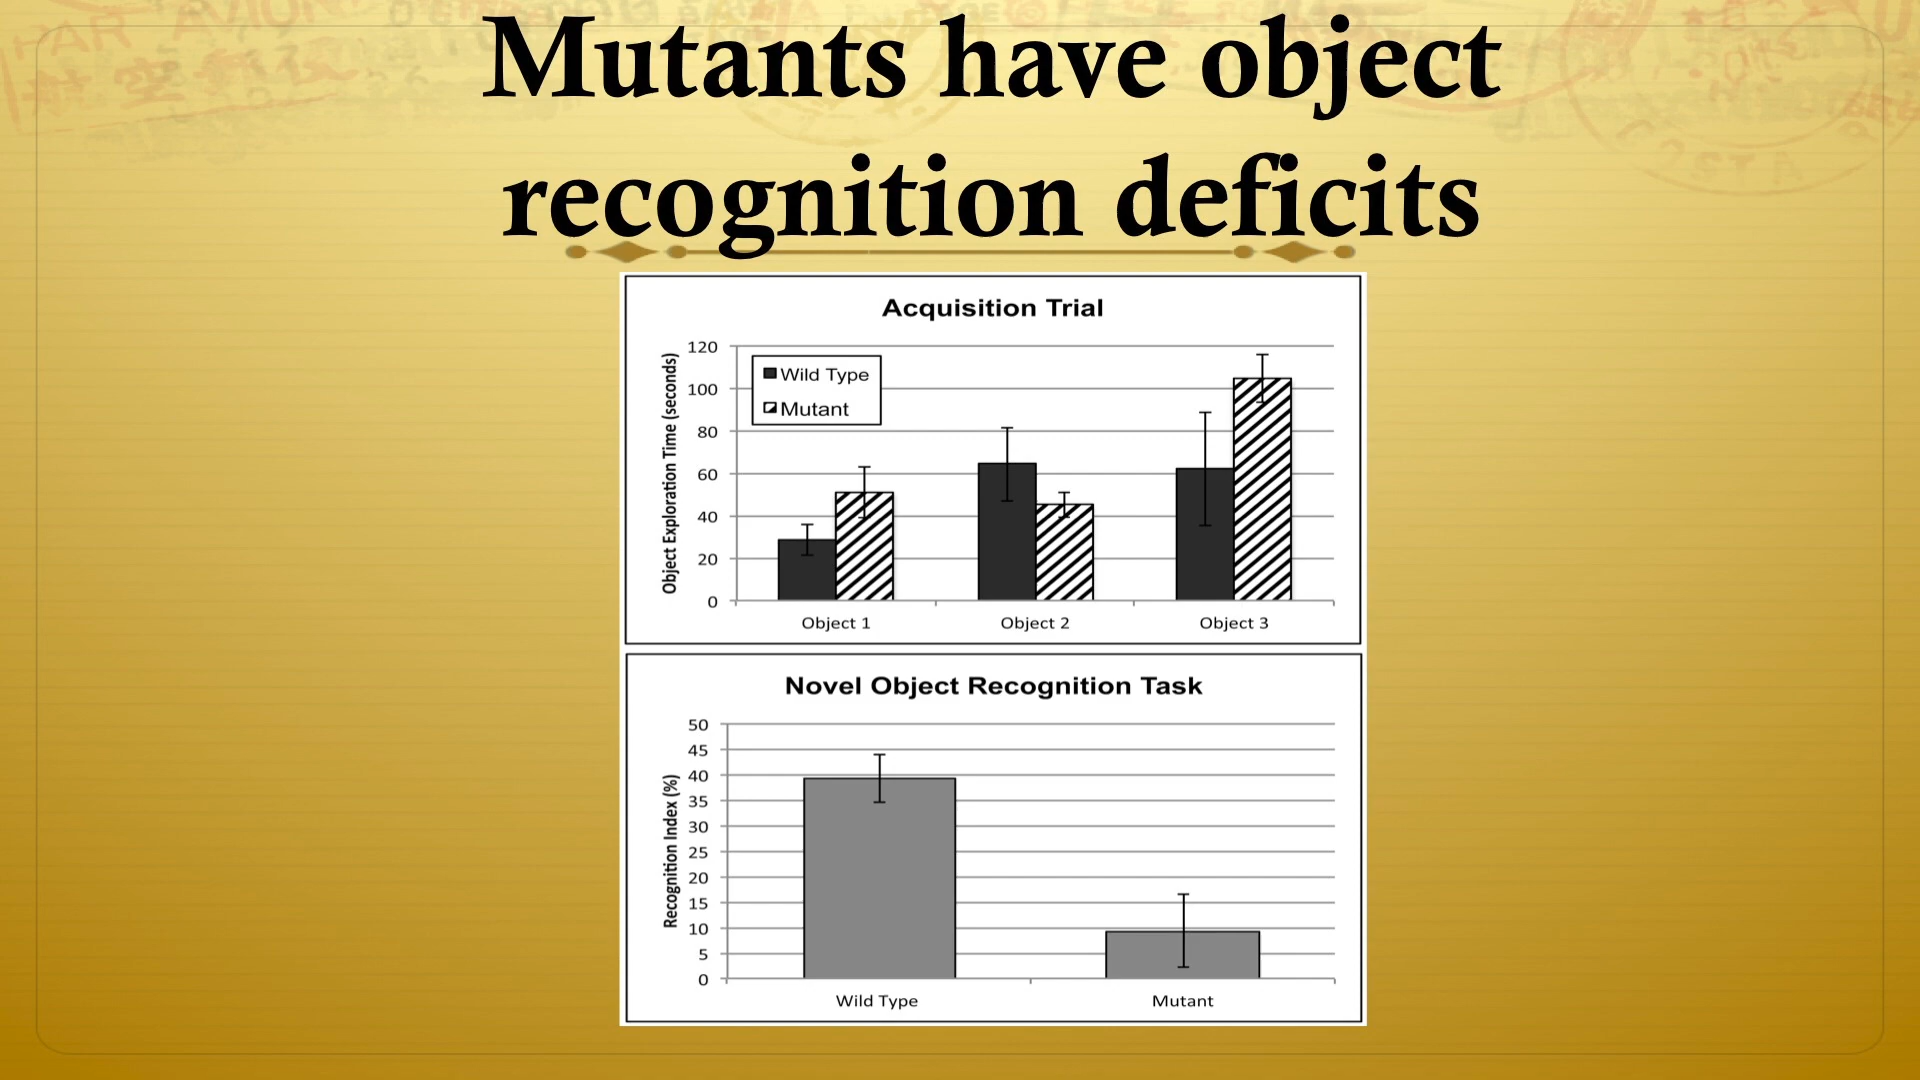 Mutants have object
recognition deficits
Acquisition Trial
Object Exploration Time (seconds)
120
100
80
60
40
20
0
Wild Type
Mutant
Object 1
Object 2
Object 3
Novel Object Recognition Task
Recognition Index (%)
50
45
40
35
30
25
20
15
10
5
0
Wild Type
Mutant